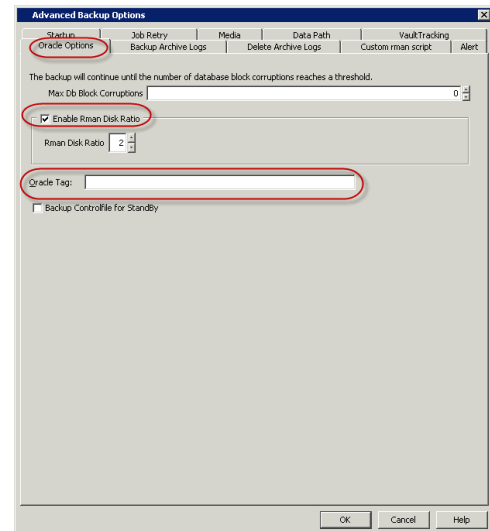 Advanced Backup Options
Startup Job Retry Media Data Path VaultTracking
Oracle Options Backup Archive Logs Delete Archive Logs Custom rman script Alert
The backup will continue until the number of database block corruptions reaches a threshold.
Max Db Block Corruptions 0
Enable Rman Disk Ratio
Rman Disk Ratio 2
Oracle Tag:
Backup Controlfile for StandBy
OK Cancel Help